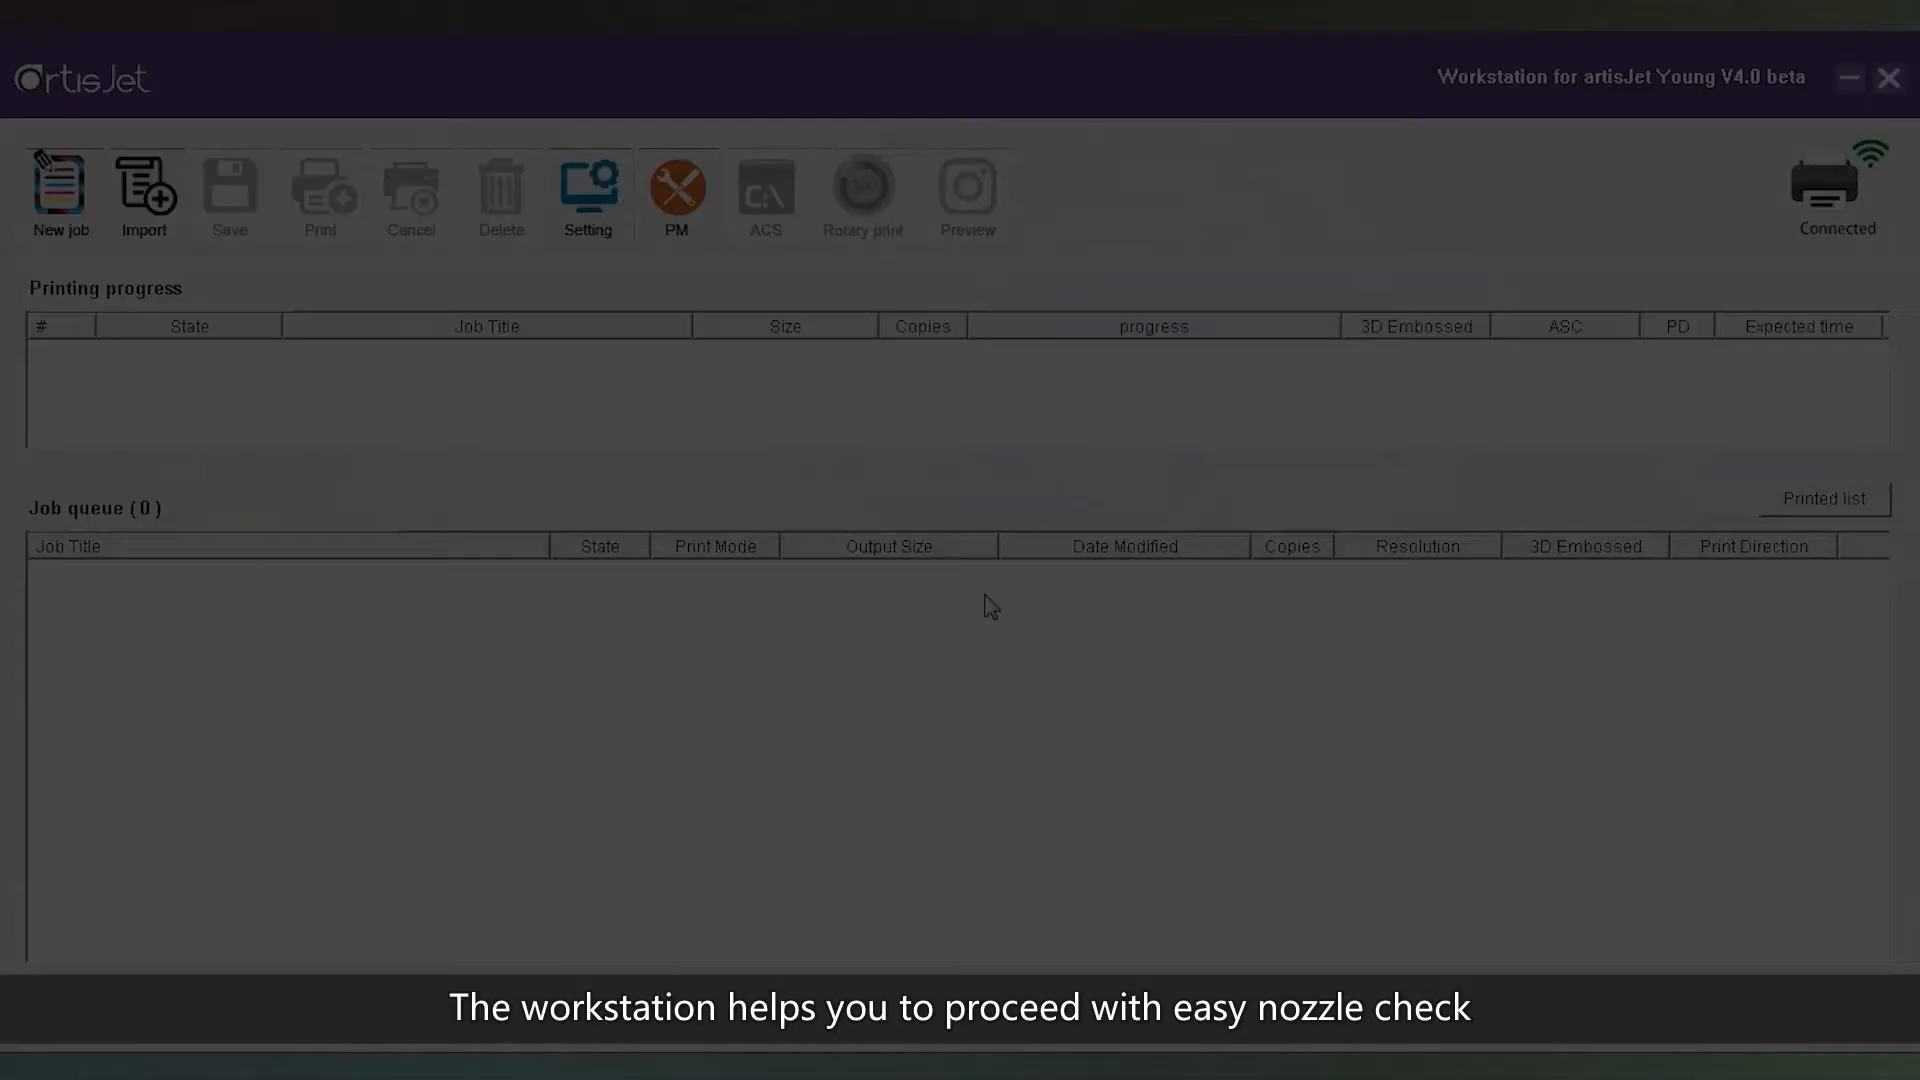 artisJet
Workstation for artisJet Young V4.0 beta
New job Import Save Print Cancel Delete Setting PM ACS Rotary print Preview
C:\
Connected
Printing progress
# State Job Title Size Copies progress 3D Embossed ASC PD Expected time
Job queue ( 0 )
Printed list
Job Title State Print Mode Output Size Date Modified Copies Resolution 3D Embossed Print Direction
The workstation helps you to proceed with easy nozzle check